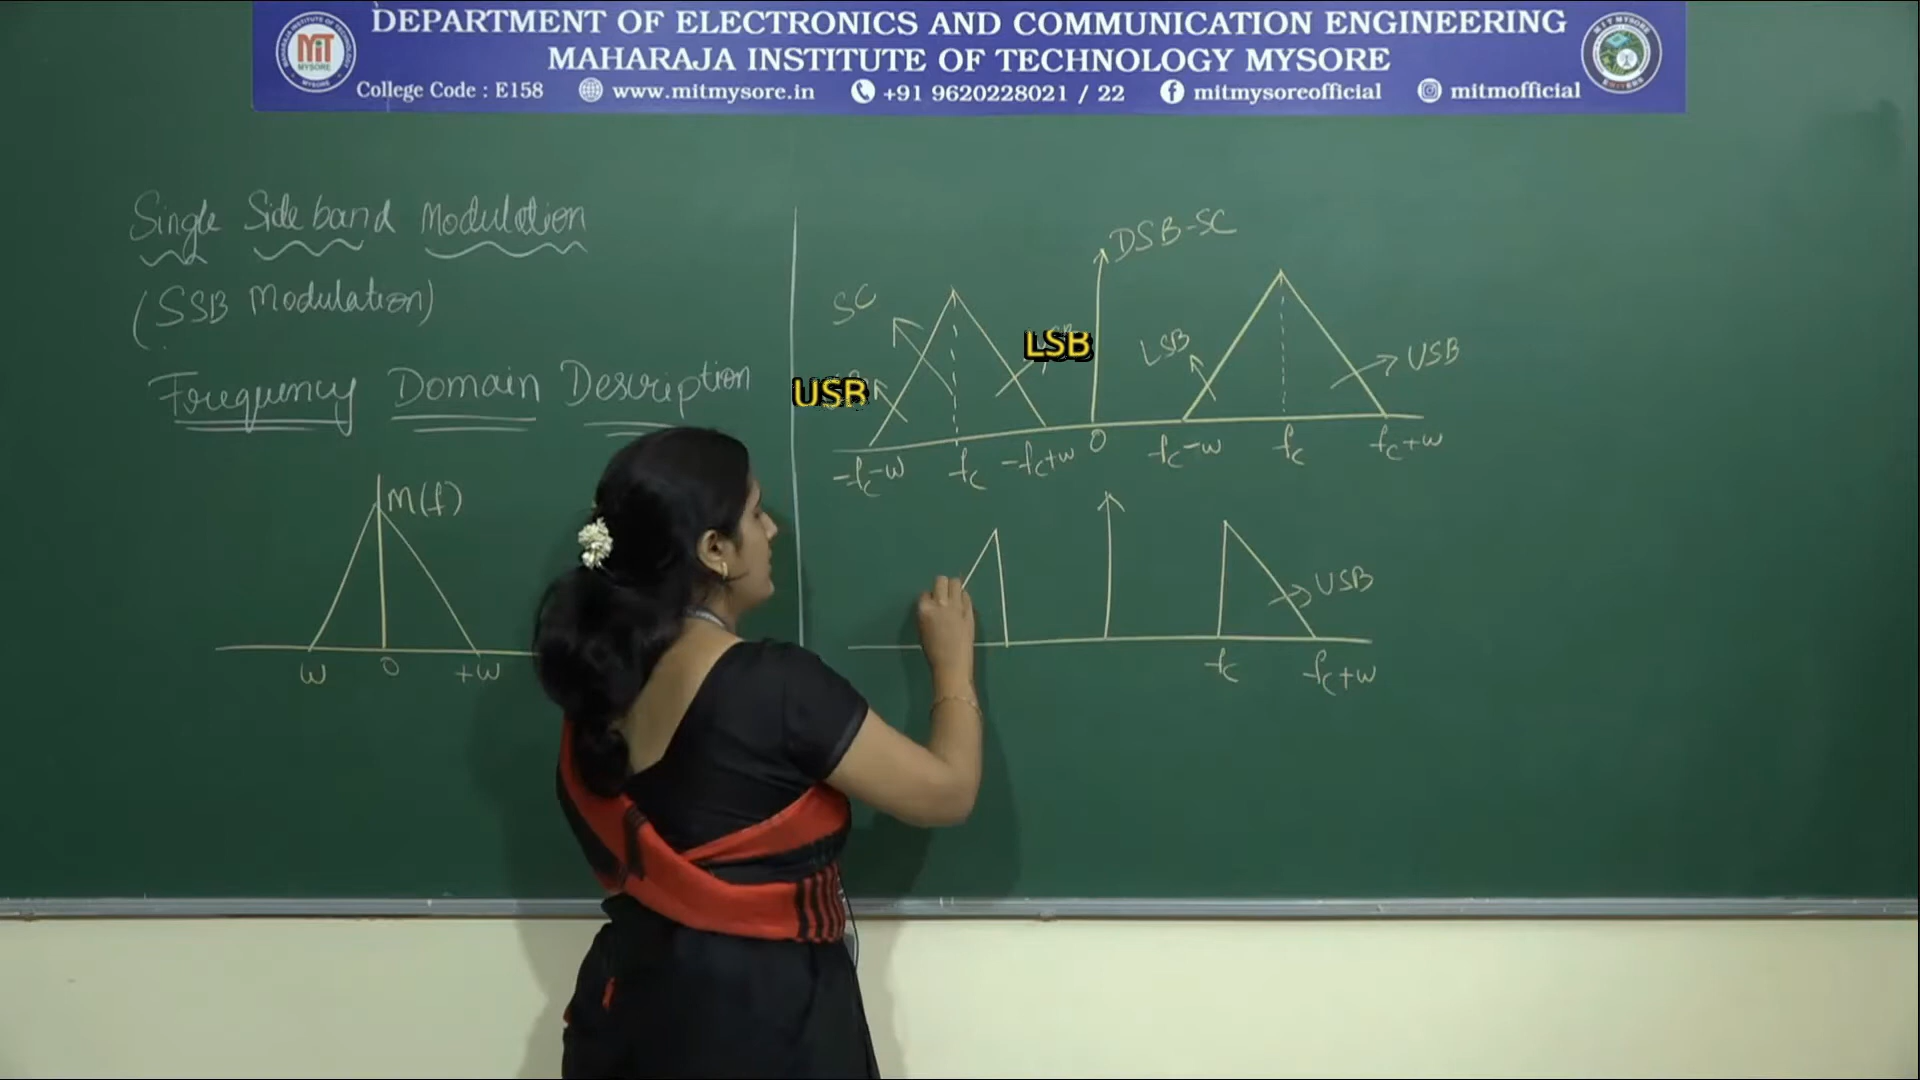 DEPARTMENT OF ELECTRONICS AND COMMUNICATION ENGINEERING
MAHARAJA INSTITUTE OF TECHNOLOGY MYSORE
College Code : E158 www.mitmysore.in +91 9620228021 / 22 mitmysoreofficial mitmofficial
MIT
MYSORE
Single Side band Modulation
(SSB Modulation)
Frequency Domain Description
M(f)
w 0 +w
DSB-SC
SC
LSB
LSB
USB
USB
-fc-w fc -fc+w 0 fc-w fc fc+w
USB
fc fc+w